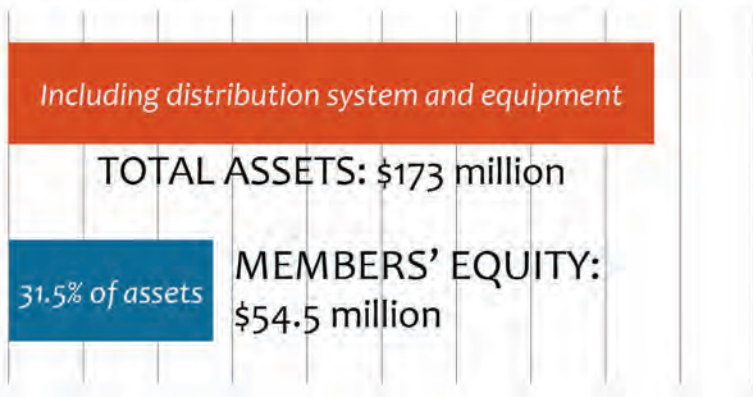 Including distribution system and equipment
TOTAL ASSETS: $173 million
31.5% of assets
MEMBERS’ EQUITY:
$54.5 million